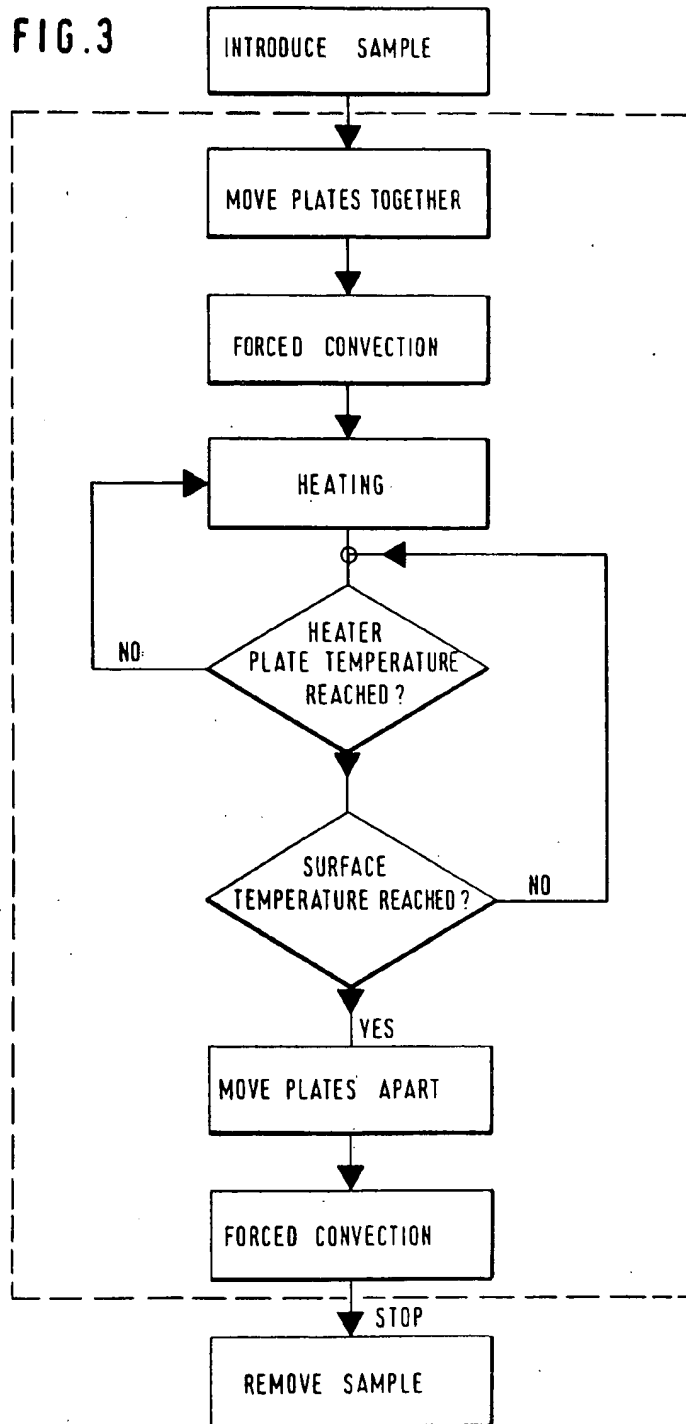 FIG.3
INTRODUCE SAMPLE
MOVE PLATES TOGETHER
FORCED CONVECTION
HEATING
HEATER
PLATE TEMPERATURE
REACHED?
NO
SURFACE
TEMPERATURE REACHED?
NO
YES
MOVE PLATES APART
FORCED CONVECTION
STOP
REMOVE SAMPLE